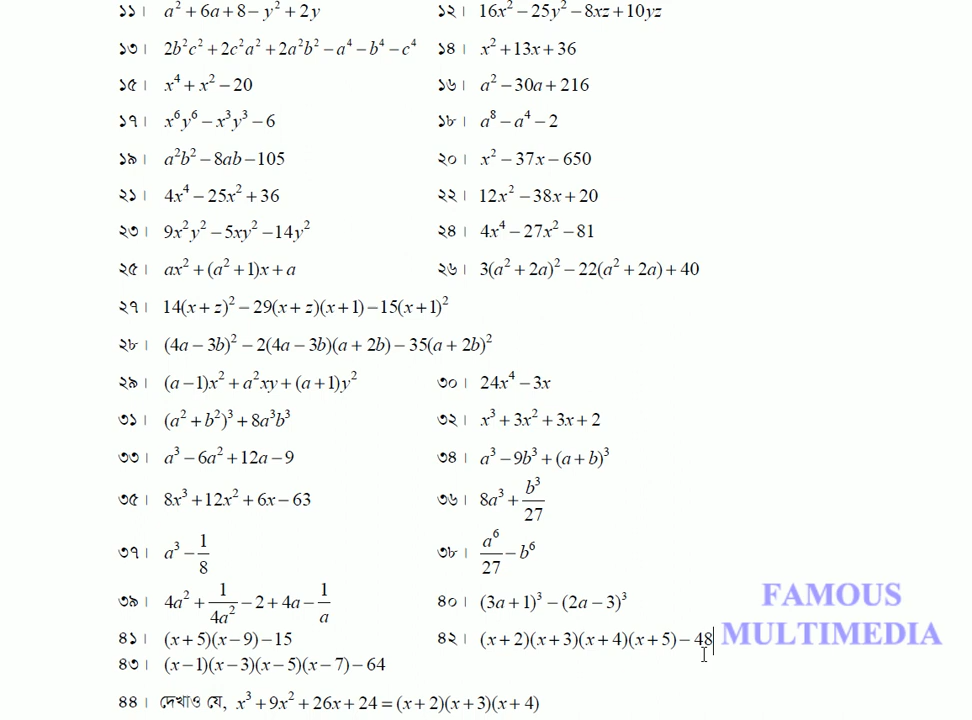 ১১। a² + 6a + 8 − y² + 2y ১২। 16x² − 25y² − 8xz + 10yz
১৩। 2b²c² + 2c²a² + 2a²b² − a⁴ − b⁴ − c⁴ ১৪। x² + 13x + 36
১৫। x⁴ + x² − 20 ১৬। a² − 30a + 216
১৭। x⁶y⁶ − x³y³ − 6 ১৮। a⁸ − a⁴ − 2
১৯। a²b² − 8ab − 105 ২০। x² − 37x − 650
২১। 4x⁴ − 25x² + 36 ২২। 12x² − 38x + 20
২৩। 9x²y² − 5xy² − 14y² ২৪। 4x⁴ − 27x² − 81
২৫। ax² + (a² + 1)x + a ২৬। 3(a² + 2a)² − 22(a² + 2a) + 40
২৭। 14(x + z)² − 29(x + z)(x + 1) − 15(x + 1)²
২৮। (4a − 3b)² − 2(4a − 3b)(a + 2b) − 35(a + 2b)²
২৯। (a − 1)x² + a²xy + (a + 1)y² ৩০। 24x⁴ − 3x
৩১। (a² + b²)³ + 8a³b³ ৩২। x³ + 3x² + 3x + 2
৩৩। a³ − 6a² + 12a − 9 ৩৪। a³ − 9b³ + (a + b)³
৩৫। 8x³ + 12x² + 6x − 63 ৩৬। 8a³ + b³/27
৩৭। a³ − 1/8 ৩৮। a⁶/27 − b⁶
৩৯। 4a² + 1/4a² − 2 + 4a − 1/a ৪০। (3a + 1)³ − (2a − 3)³
৪১। (x + 5)(x − 9) − 15 ৪২। (x + 2)(x + 3)(x + 4)(x + 5) − 48
৪৩। (x − 1)(x − 3)(x − 5)(x − 7) − 64
৪৪। দেখাও যে, x³ + 9x² + 26x + 24 = (x + 2)(x + 3)(x + 4)
FAMOUS
MULTIMEDIA